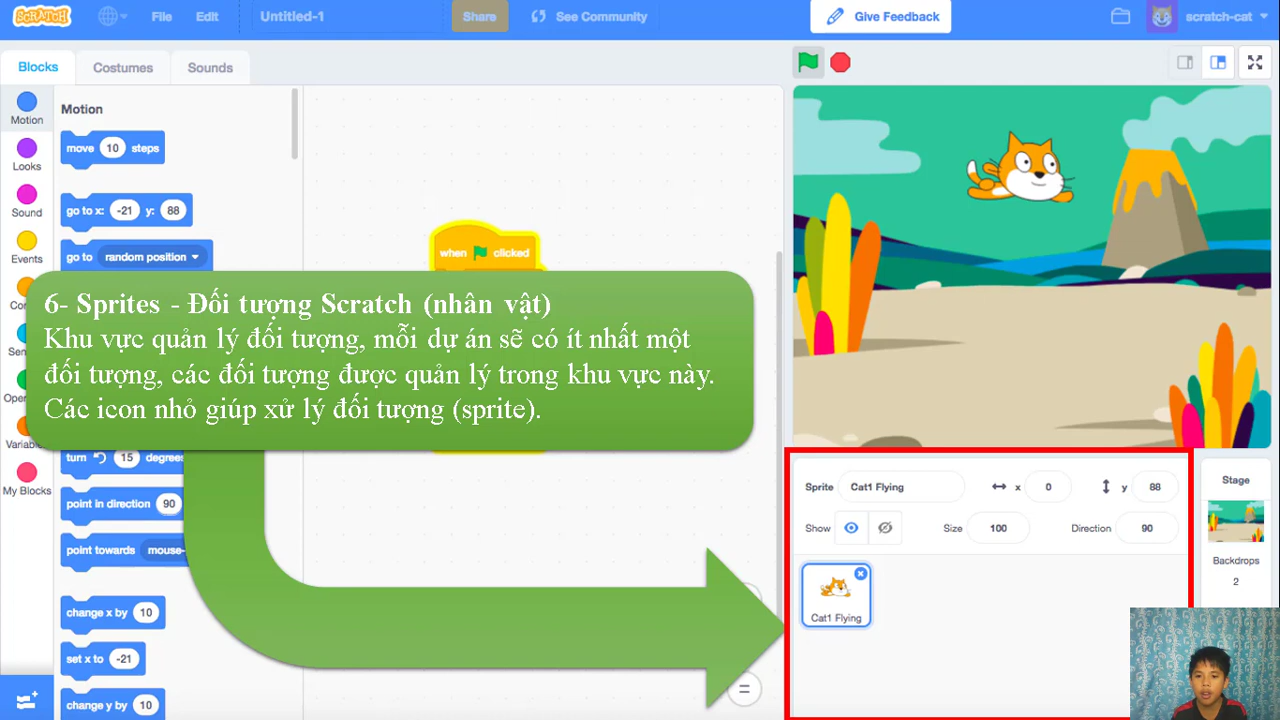 SCRATCH
File
Edit
Untitled-1
Share
See Community
Give Feedback
scratch-cat
Blocks
Costumes
Sounds
Motion
Looks
Sound
Events
My Blocks
Motion
move 10 steps
go to x: -21 y: 88
go to random position
turn 15 degrees
point in direction 90
point towards mouse-
change x by 10
set x to -21
change y by 10
when clicked
6- Sprites - Đối tượng Scratch (nhân vật)
Khu vực quản lý đối tượng, mỗi dự án sẽ có ít nhất một
đối tượng, các đối tượng được quản lý trong khu vực này.
Các icon nhỏ giúp xử lý đối tượng (sprite).
Sprite Cat1 Flying x 0 y 88
Show Size 100 Direction 90
Cat1 Flying
Stage
Backdrops
2